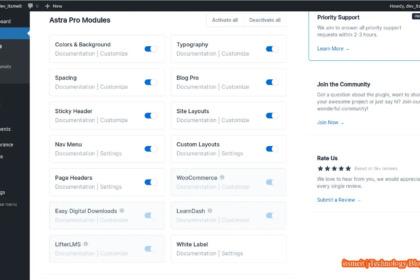 New
Howdy, dev_itsmeit
Astra Pro Modules
Activate all
Deactivate all
Colors & Background
Documentation | Customize
Typography
Documentation | Customize
Spacing
Documentation | Customize
Blog Pro
Documentation | Customize
Sticky Header
Documentation | Customize
Site Layouts
Documentation | Customize
Nav Menu
Documentation | Settings
Custom Layouts
Documentation | Settings
Page Headers
Documentation | Settings
WooCommerce
Documentation | Customize
Easy Digital Downloads
Documentation | Customize
LearnDash
Documentation | Customize
LifterLMS
Documentation | Customize
White Label
Documentation | Settings
Priority Support
We aim to answer all priority support
requests within 2-3 hours.
Learn More →
Join the Community
Got a question about the plugin, want to share
your awesome project or just say hi? Join our
wonderful community!
Join Now →
Rate Us
★★★★★ Based on
We love to hear from you, we would appreciate
every single review.
Submit a Review →
itsmeit |Technology Blog